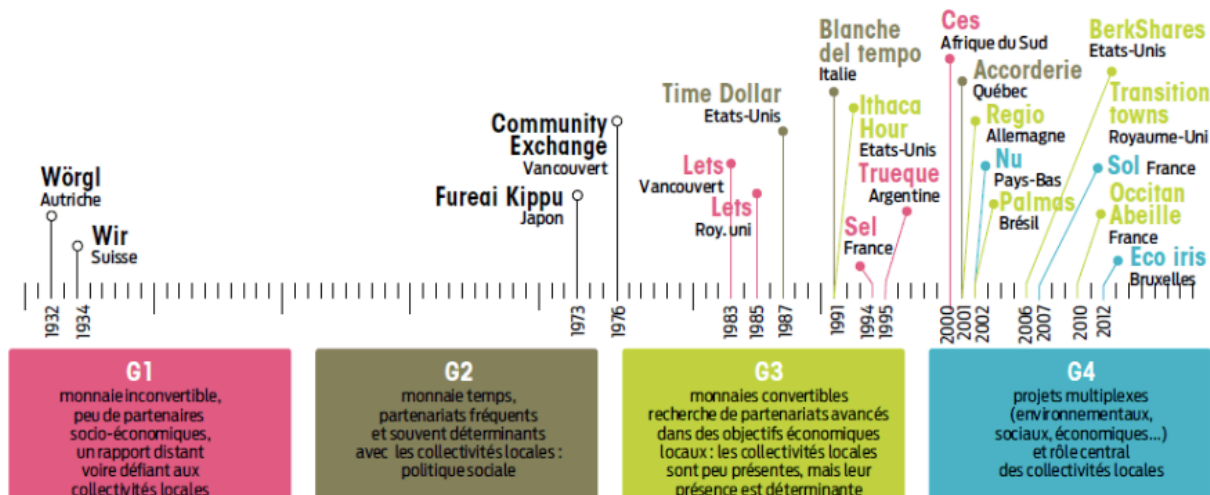 Wörgl
Autriche
Wir
Suisse
Fureai Kippu
Japon
Community
Exchange
Vancouvert
Lets
Vancouvert
Lets
Roy. uni
Time Dollar
Etats-Unis
Blanche
del tempo
Italie
Ithaca
Hour
Etats-Unis
Sel
France
Trueque
Argentine
Ces
Afrique du Sud
Accorderie
Québec
Regio
Allemagne
Nu
Pays-Bas
Palmas
Brésil
BerkShares
Etats-Unis
Transition
towns
Royaume-Uni
Sol France
Occitan
Abeille
France
Eco iris
Bruxelles
1932
1934
1973
1976
1983
1985
1987
1991
1994
1995
2000
2001
2002
2006
2007
2010
2012
G1
monnaie inconvertible,
peu de partenaires
socio-économiques,
un rapport distant
voire défiant aux
collectivités locales
G2
monnaie temps,
partenariats fréquents
et souvent déterminants
avec les collectivités locales :
politique sociale
G3
monnaies convertibles
recherche de partenariats avancés
dans des objectifs économiques
locaux : les collectivités locales
sont peu présentes, mais leur
présence est déterminante
G4
projets multiplexes
(environnementaux,
sociaux, économiques...)
et rôle central
des collectivités locales